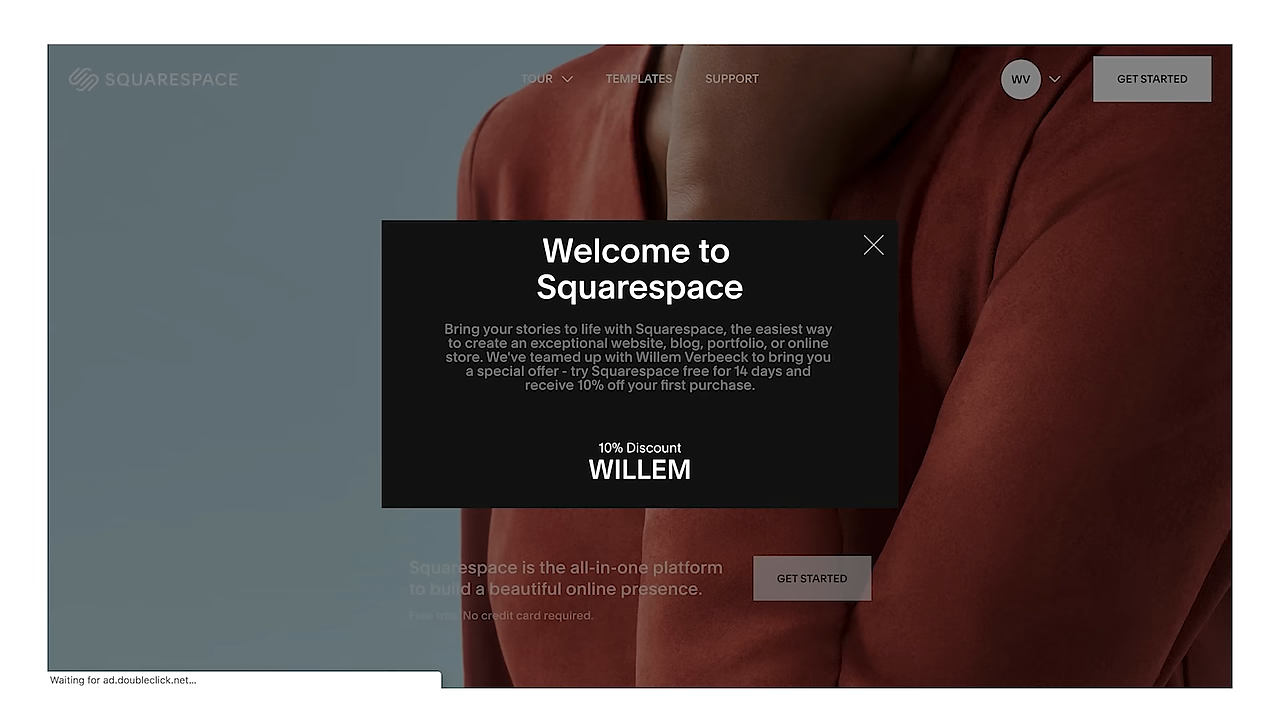 SQUARESPACE
TOUR
TEMPLATES
SUPPORT
WV
GET STARTED
Welcome to
Squarespace
Bring your stories to life with Squarespace, the easiest way
to create an exceptional website, blog, portfolio, or online
store. We've teamed up with Willem Verbeeck to bring you
a special offer - try Squarespace free for 14 days and
receive 10% off your first purchase.
10% Discount
WILLEM
Squarespace is the all-in-one platform
to build a beautiful online presence.
GET STARTED
Free trial. No credit card required.
Waiting for ad.doubleclick.net...